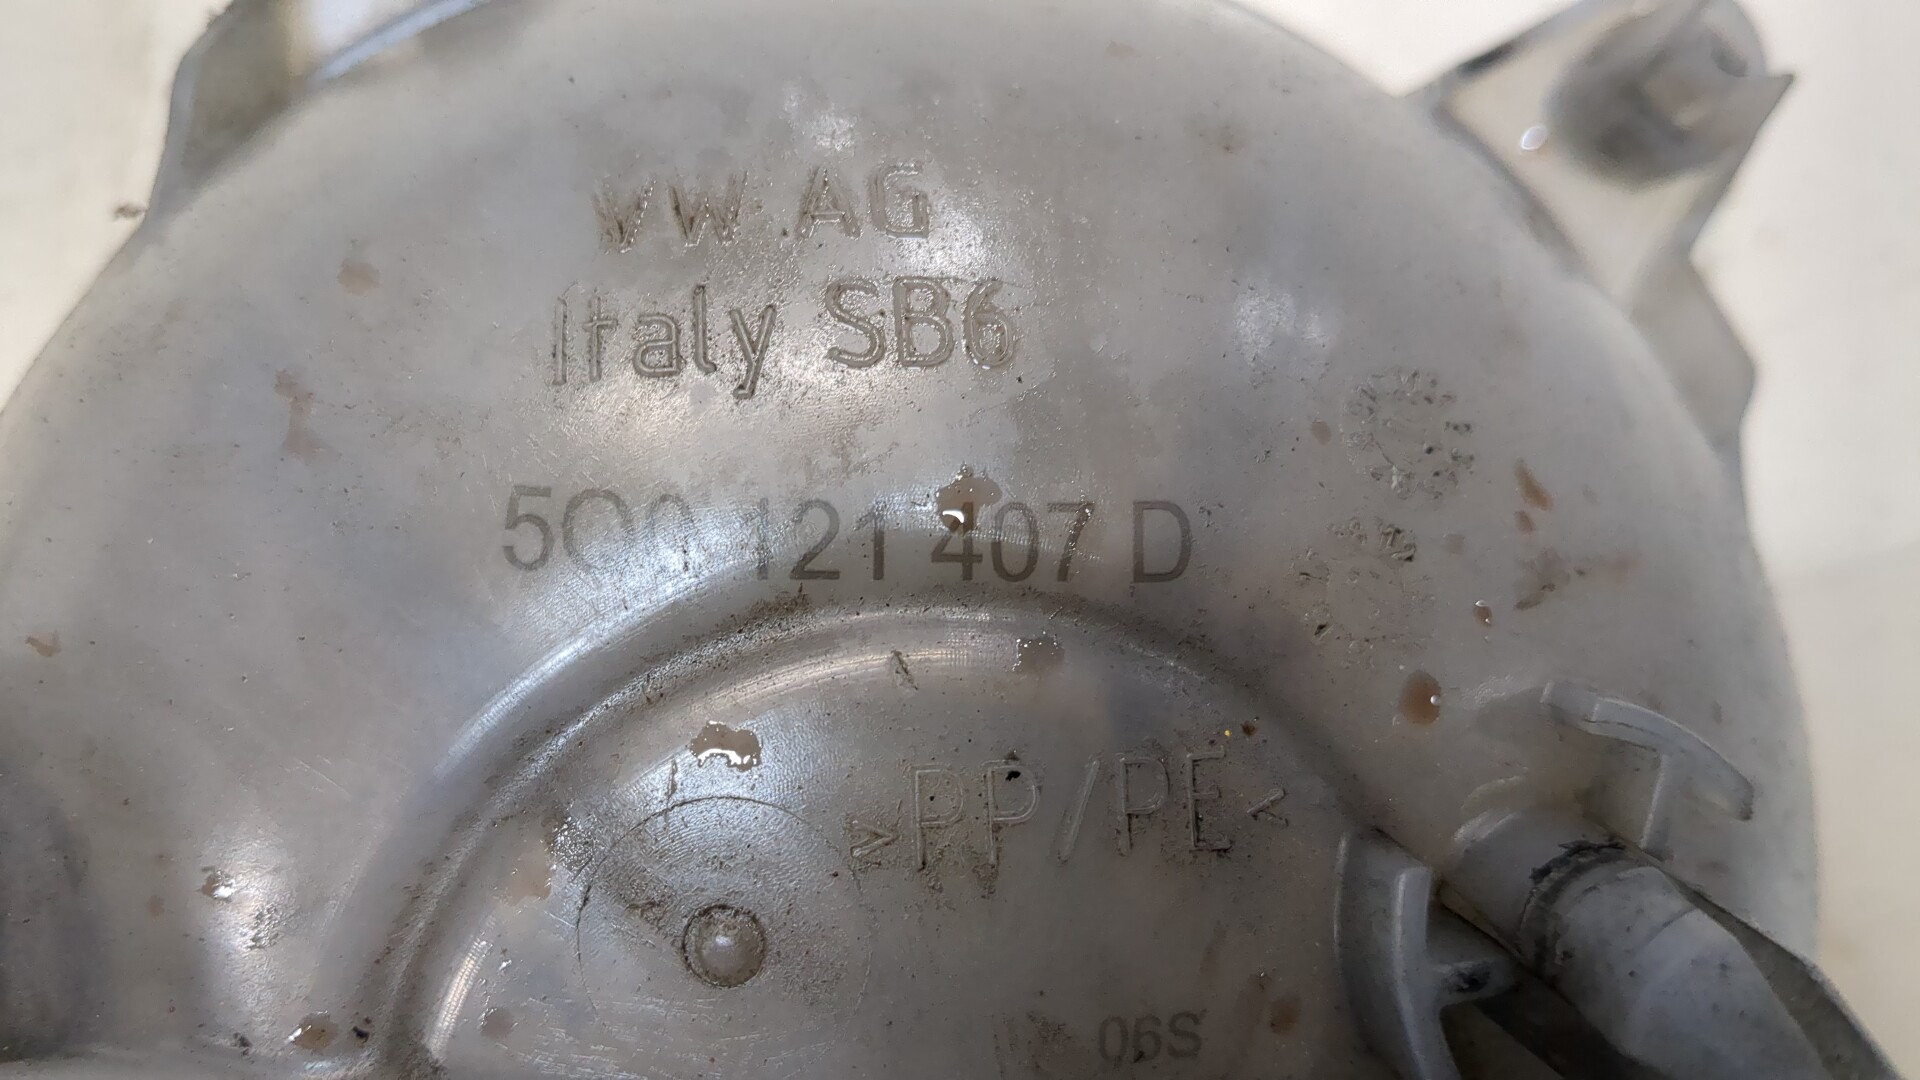 VW AG
Italy SB6
5Q0 121 407 D
>PP/PE<
06S